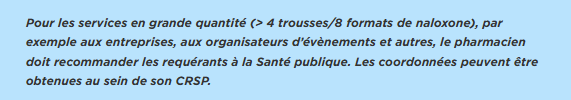 Pour les services en grande quantité (> 4 trousses/8 formats de naloxone), par
exemple aux entreprises, aux organisateurs d'évènements et autres, le pharmacien
doit recommander les requérants à la Santé publique. Les coordonnées peuvent être
obtenues au sein de son CRSP.